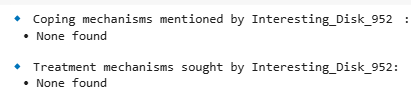 🔹 Coping mechanisms mentioned by Interesting_Disk_952 :
• None found
🔹 Treatment mechanisms sought by Interesting_Disk_952:
• None found